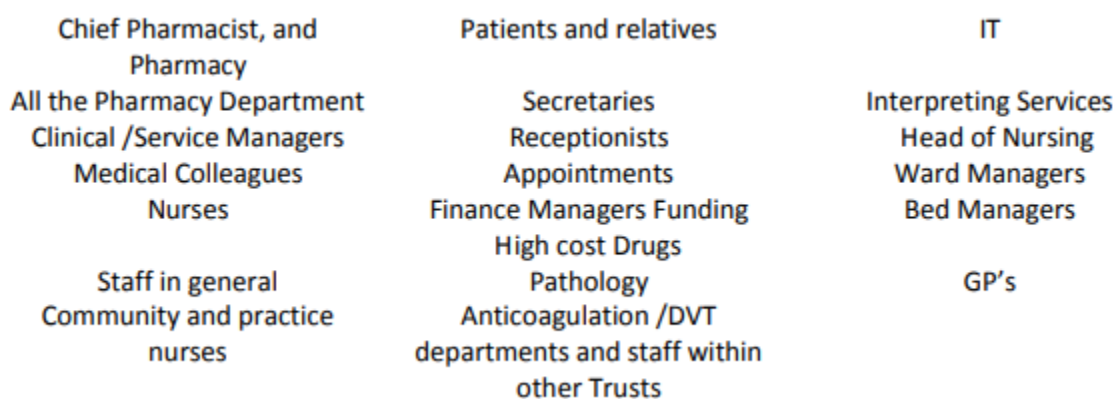 Chief Pharmacist, and Patients and relatives IT
Pharmacy
All the Pharmacy Department Secretaries Interpreting Services
Clinical /Service Managers Receptionists Head of Nursing
Medical Colleagues Appointments Ward Managers
Nurses Finance Managers Funding Bed Managers
High cost Drugs
Staff in general Pathology GP’s
Community and practice Anticoagulation /DVT
nurses departments and staff within
other Trusts